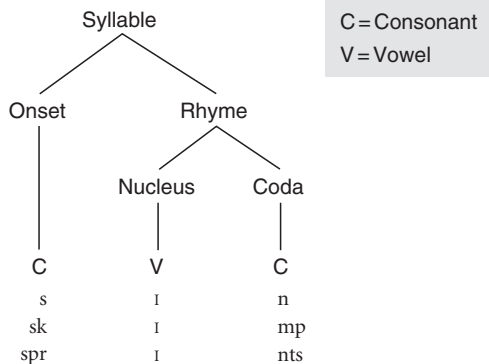 Syllable
C = Consonant
V = Vowel
Onset Rhyme
Nucleus Coda
C V C
s ɪ n
sk ɪ mp
spr ɪ nts